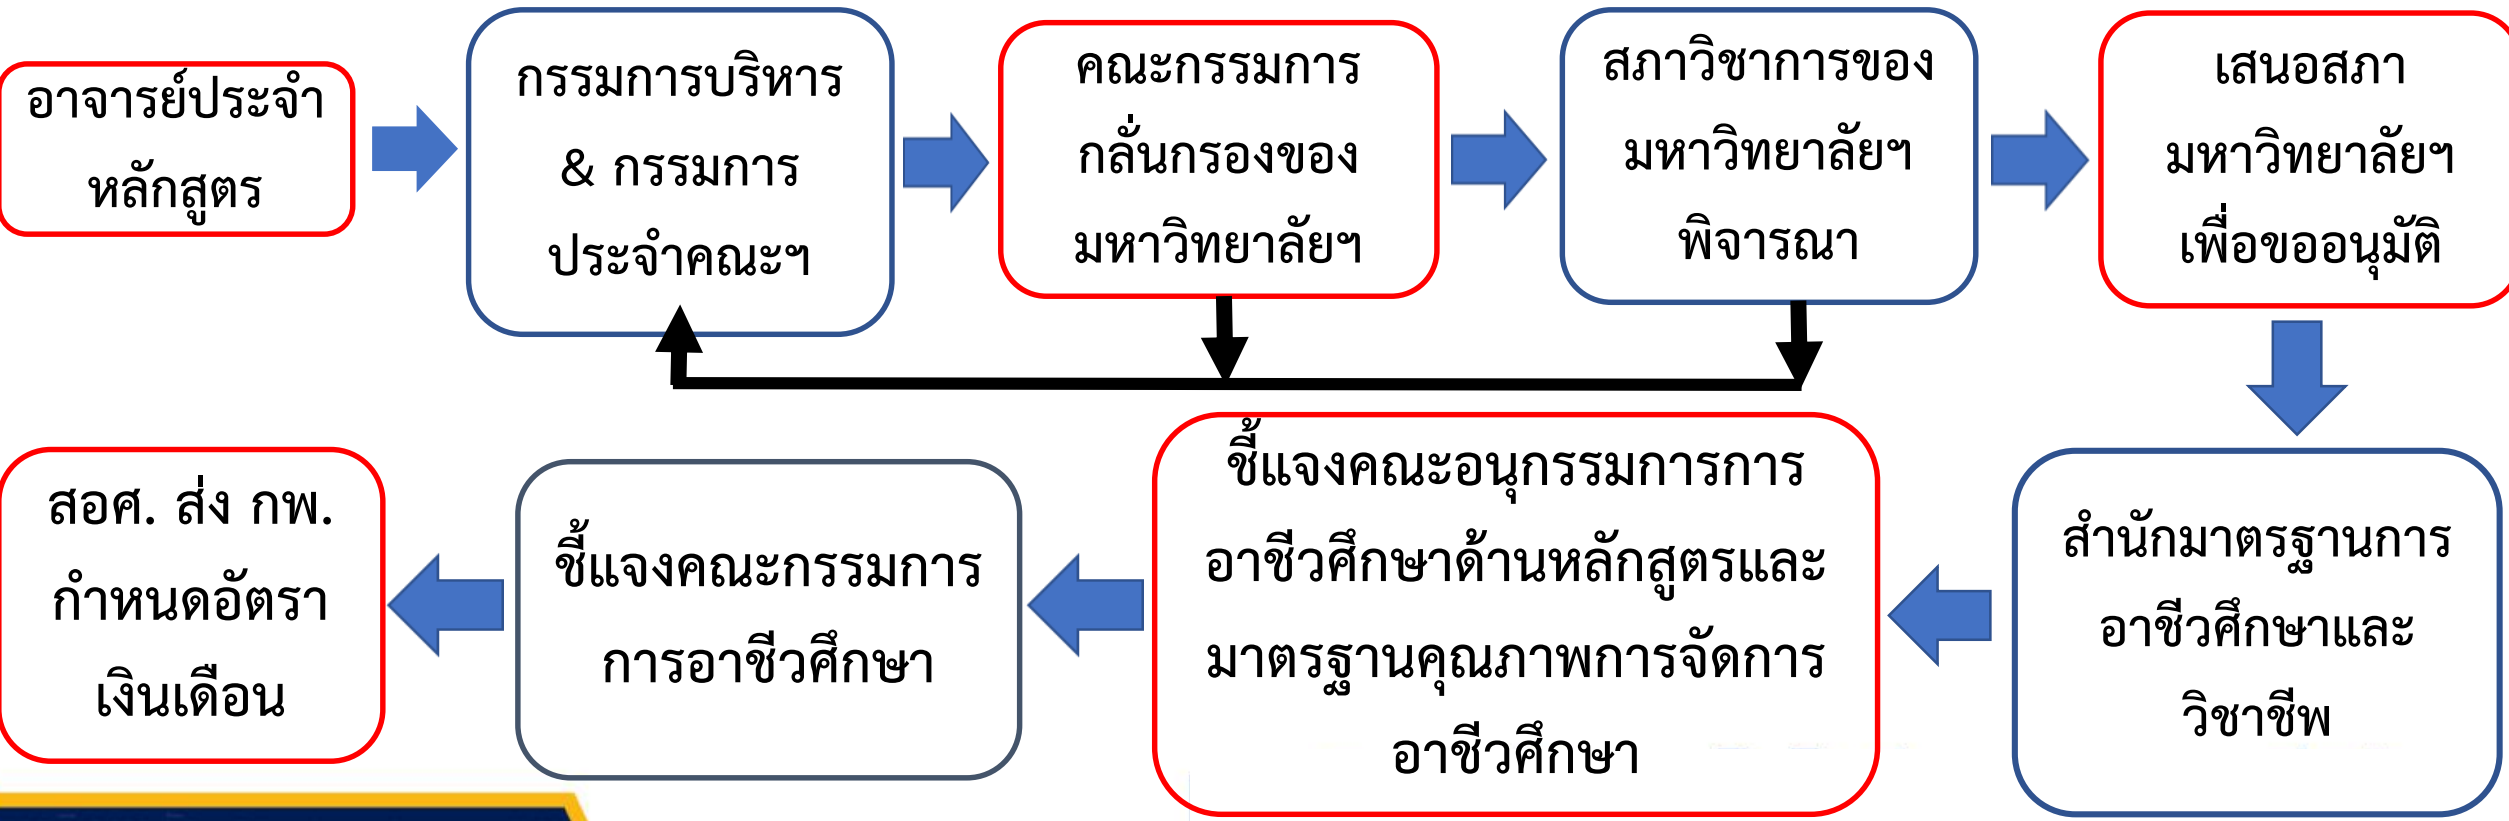 อาจารย์ประจำ
หลักสูตร
กรรมการบริหาร
& กรรมการ
ประจำคณะฯ
คณะกรรมการ
กลั่นกรองของ
มหาวิทยาลัยฯ
สภาวิชาการของ
มหาวิทยาลัยฯ
พิจารณา
เสนอสภา
มหาวิทยาลัยฯ
เพื่อขออนุมัติ
สำนักมาตรฐานการ
อาชีวศึกษาและ
วิชาชีพ
ชี้แจงคณะอนุกรรมการการ
อาชีวศึกษาด้านหลักสูตรและ
มาตรฐานคุณภาพการจัดการ
อาชีวศึกษา
ชี้แจงคณะกรรมการ
การอาชีวศึกษา
สอศ. ส่ง กพ.
กำหนดอัตรา
เงินเดือน